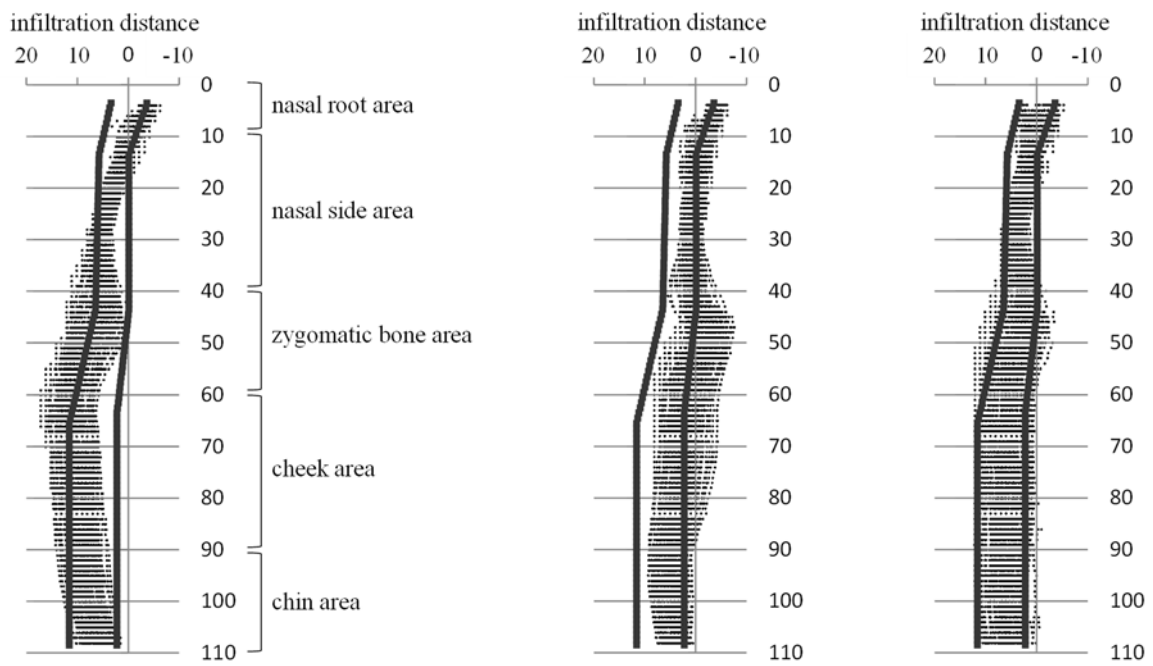 infiltration distance infiltration distance infiltration distance
20 10 0 -10 20 10 0 -10 20 10 0 -10
0 0 0
nasal root area
10 10 10
20 20 20
nasal side area
30 30 30
40 40 40
zygomatic bone area
50 50 50
60 60 60
70 70 70
cheek area
80 80 80
90 90 90
100 chin area 100 100
110 110 110